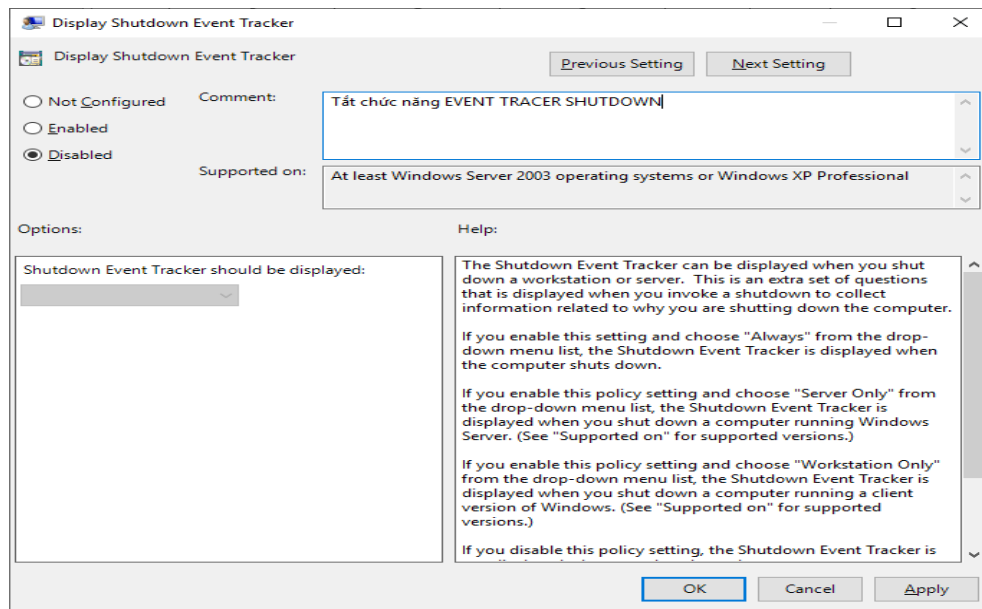 Display Shutdown Event Tracker
Display Shutdown Event Tracker
Previous Setting
Next Setting
Not Configured
Comment:
Tắt chức năng EVENT TRACER SHUTDOWN
Enabled
Disabled
Supported on:
At least Windows Server 2003 operating systems or Windows XP Professional
Options:
Help:
Shutdown Event Tracker should be displayed:
The Shutdown Event Tracker can be displayed when you shut
down a workstation or server.  This is an extra set of questions
that is displayed when you invoke a shutdown to collect
information related to why you are shutting down the computer.
If you enable this setting and choose "Always" from the drop-
down menu list, the Shutdown Event Tracker is displayed when
the computer shuts down.
If you enable this policy setting and choose "Server Only" from
the drop-down menu list, the Shutdown Event Tracker is
displayed when you shut down a computer running Windows
Server. (See "Supported on" for supported versions.)
If you enable this policy setting and choose "Workstation Only"
from the drop-down menu list, the Shutdown Event Tracker is
displayed when you shut down a computer running a client
version of Windows. (See "Supported on" for supported
versions.)
If you disable this policy setting, the Shutdown Event Tracker is
OK
Cancel
Apply